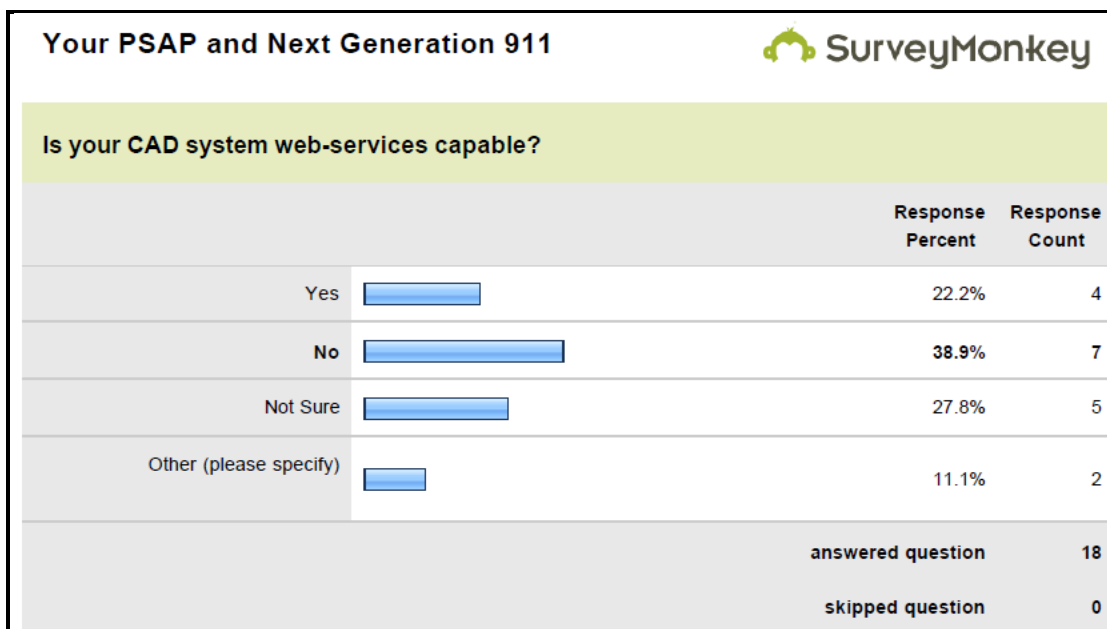 Your PSAP and Next Generation 911
SurveyMonkey
Is your CAD system web-services capable?
Response Percent
Response Count
Yes 22.2% 4
No 38.9% 7
Not Sure 27.8% 5
Other (please specify) 11.1% 2
answered question 18
skipped question 0